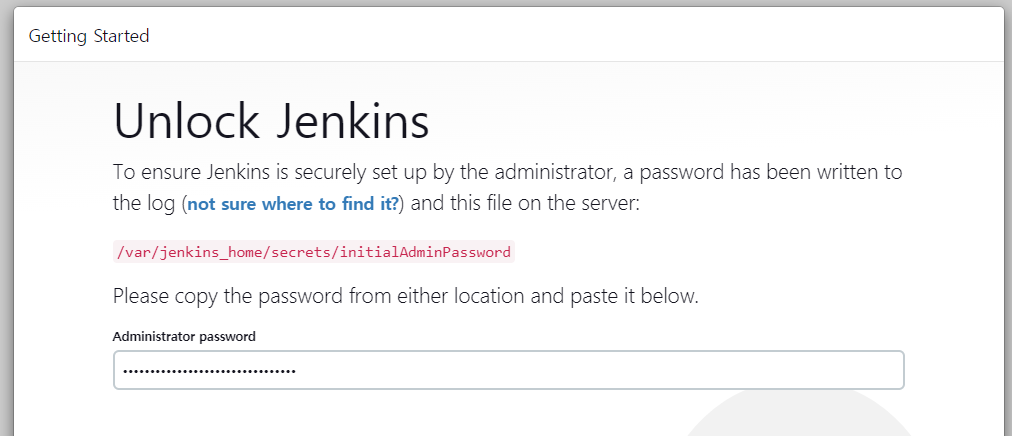 Getting Started
Unlock Jenkins
To ensure Jenkins is securely set up by the administrator, a password has been written to
the log (not sure where to find it?) and this file on the server:
/var/jenkins_home/secrets/initialAdminPassword
Please copy the password from either location and paste it below.
Administrator password
••••••••••••••••••••••••••••••••